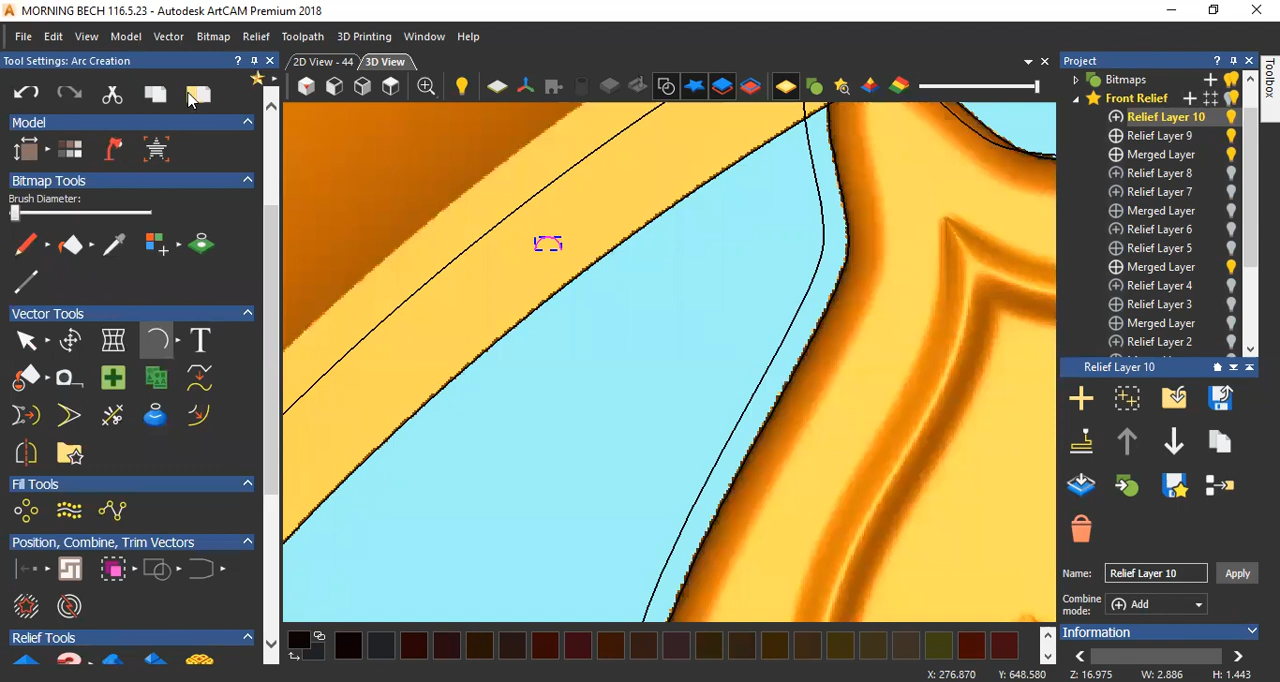 MORNING BECH 116.5.23 - Autodesk ArtCAM Premium 2018
File Edit View Model Vector Bitmap Relief Toolpath 3D Printing Window Help
Tool Settings: Arc Creation
2D View - 44 3D View
Project
Toolbox
Bitmaps
Front Relief
Relief Layer 10
Relief Layer 9
Merged Layer
Relief Layer 8
Relief Layer 7
Merged Layer
Relief Layer 6
Relief Layer 5
Merged Layer
Relief Layer 4
Relief Layer 3
Merged Layer
Relief Layer 2
Model
Bitmap Tools
Brush Diameter:
Vector Tools
Fill Tools
Position, Combine, Trim Vectors
Relief Tools
Relief Layer 10
Name: Relief Layer 10 Apply
Combine mode: Add
Information
X: 276.870 Y: 648.580 Z: 16.975 W: 2.886 H: 1.443